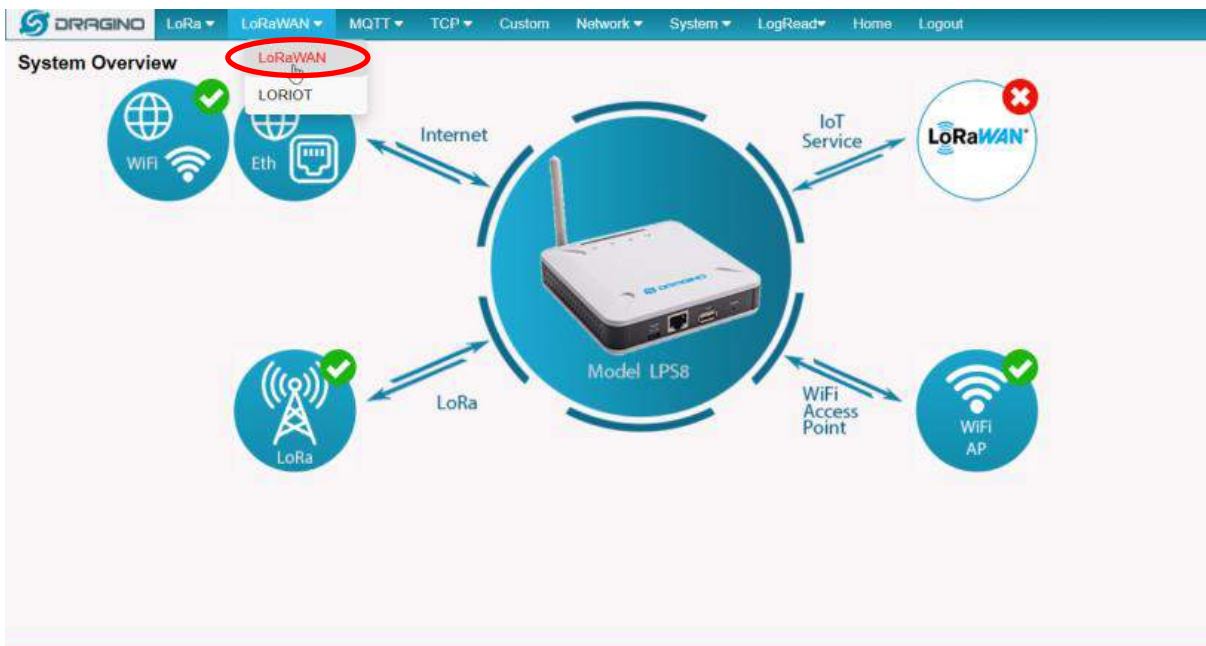 DRAGINO LoRa LoRaWAN MQTT TCP Custom Network System LogRead Home Logout
System Overview
LoRaWAN
LORIOT
WiFi
Eth
Internet
IoT
Service
LoRaWAN
DRAGINO
Model LPS8
LoRa
LoRa
WiFi
Access
Point
WiFi
AP